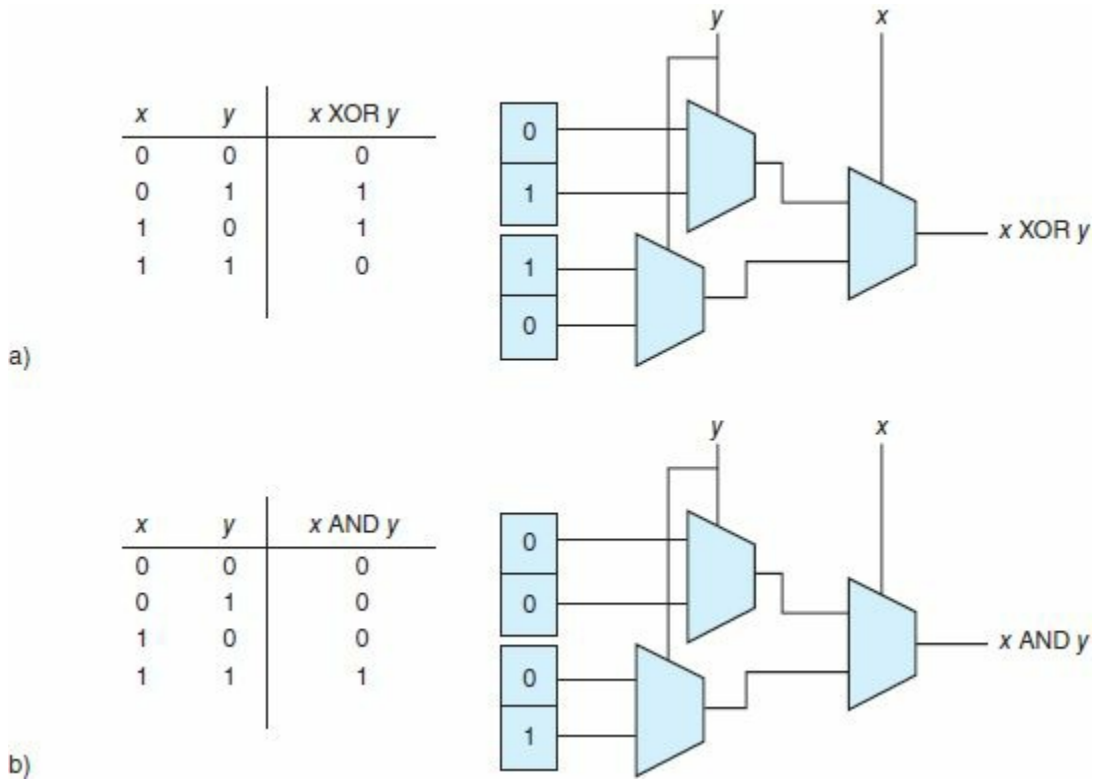 y x
x y x XOR y
0 0 0
0 1 1
1 0 1
1 1 0
0
1
1
0
x XOR y
a)
y x
x y x AND y
0 0 0
0 1 0
1 0 0
1 1 1
0
0
0
1
x AND y
b)